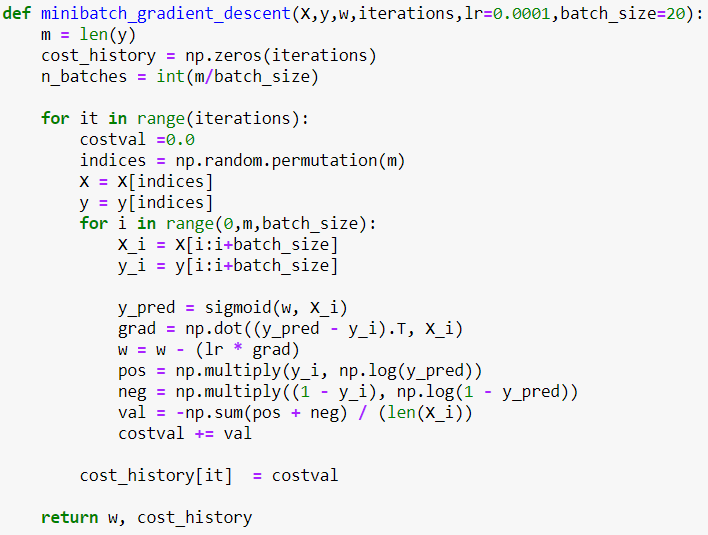 def minibatch_gradient_descent(X,y,w,iterations,lr=0.0001,batch_size=20):
    m = len(y)
    cost_history = np.zeros(iterations)
    n_batches = int(m/batch_size)

    for it in range(iterations):
        costval =0.0
        indices = np.random.permutation(m)
        X = X[indices]
        y = y[indices]
        for i in range(0,m,batch_size):
            X_i = X[i:i+batch_size]
            y_i = y[i:i+batch_size]

            y_pred = sigmoid(w, X_i)
            grad = np.dot((y_pred - y_i).T, X_i)
            w = w - (lr * grad)
            pos = np.multiply(y_i, np.log(y_pred))
            neg = np.multiply((1 - y_i), np.log(1 - y_pred))
            val = -np.sum(pos + neg) / (len(X_i))
            costval += val

        cost_history[it]  = costval

    return w, cost_history